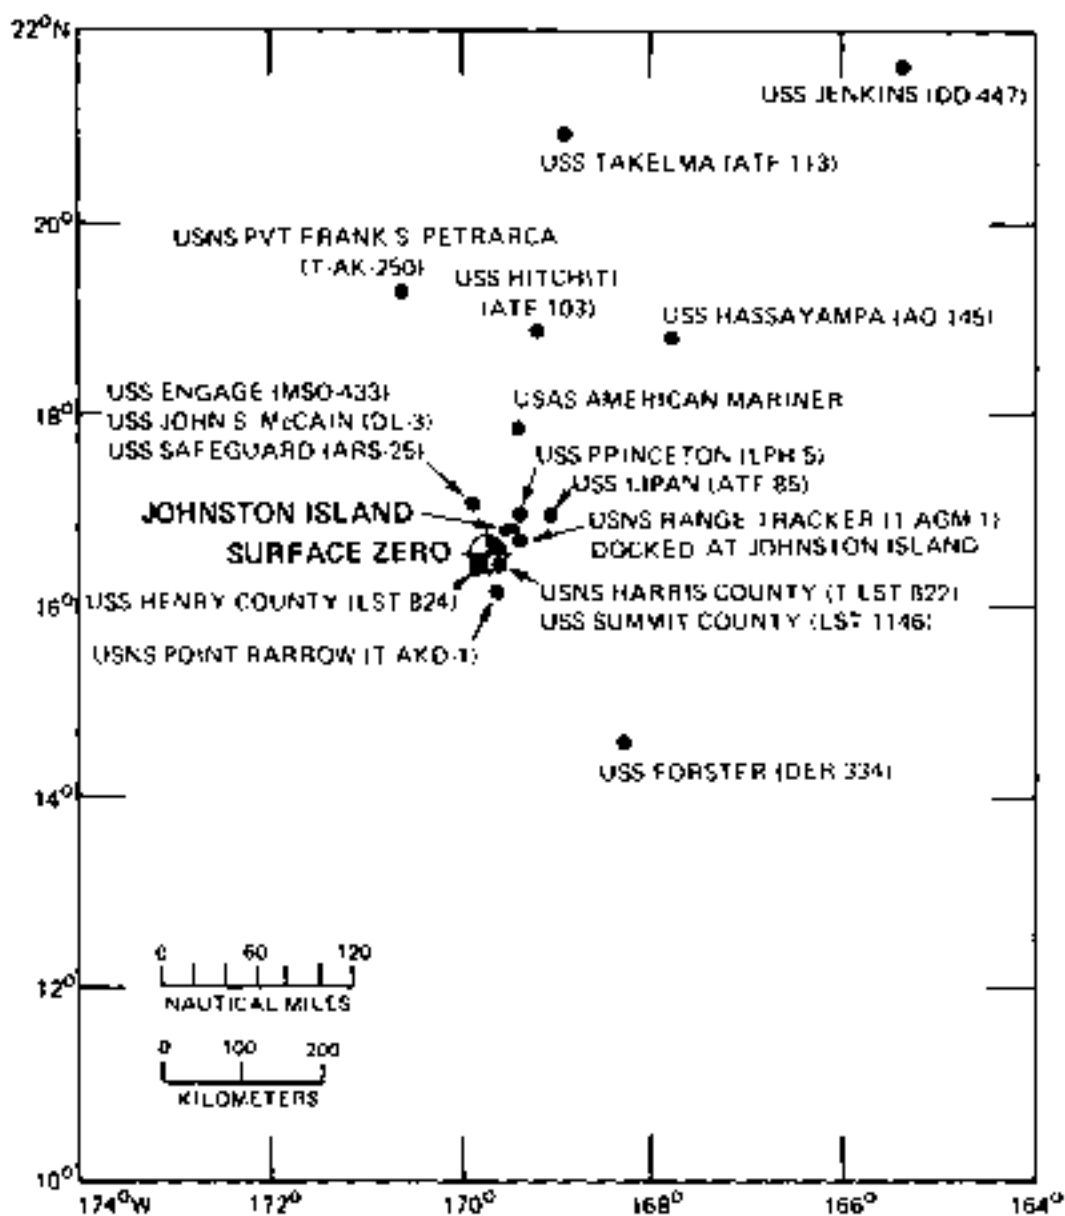 22°N
USS JENKINS (DD 447)
USS TAKELMA (ATF 113)
20°
USNS PVT FRANK S. PETRARCA
(T-AK-250)
USS HITCHITI
(ATF 103)
USS HASSAYAMPA (AO 145)
USS ENGAGE (MSO-433)
18°
USS JOHN S. McCAIN (DL-3)
USS SAFEGUARD (ARS-25)
USAS AMERICAN MARINER
USS PRINCETON (LPH 5)
USS LIPAN (ATF 85)
JOHNSTON ISLAND
USNS RANGE TRACKER (T AGM 1)
DOCKED AT JOHNSTON ISLAND
SURFACE ZERO
USS HENRY COUNTY (LST 824)
16°
USNS HARRIS COUNTY (T LST 822)
USS SUMMIT COUNTY (LST 1146)
USNS POINT BARROW (T AKD-1)
USS FORSTER (DER 334)
14°
0 60 120
NAUTICAL MILES
12°
0 100 200
KILOMETERS
10°
174°W 172° 170° 168° 166° 164°